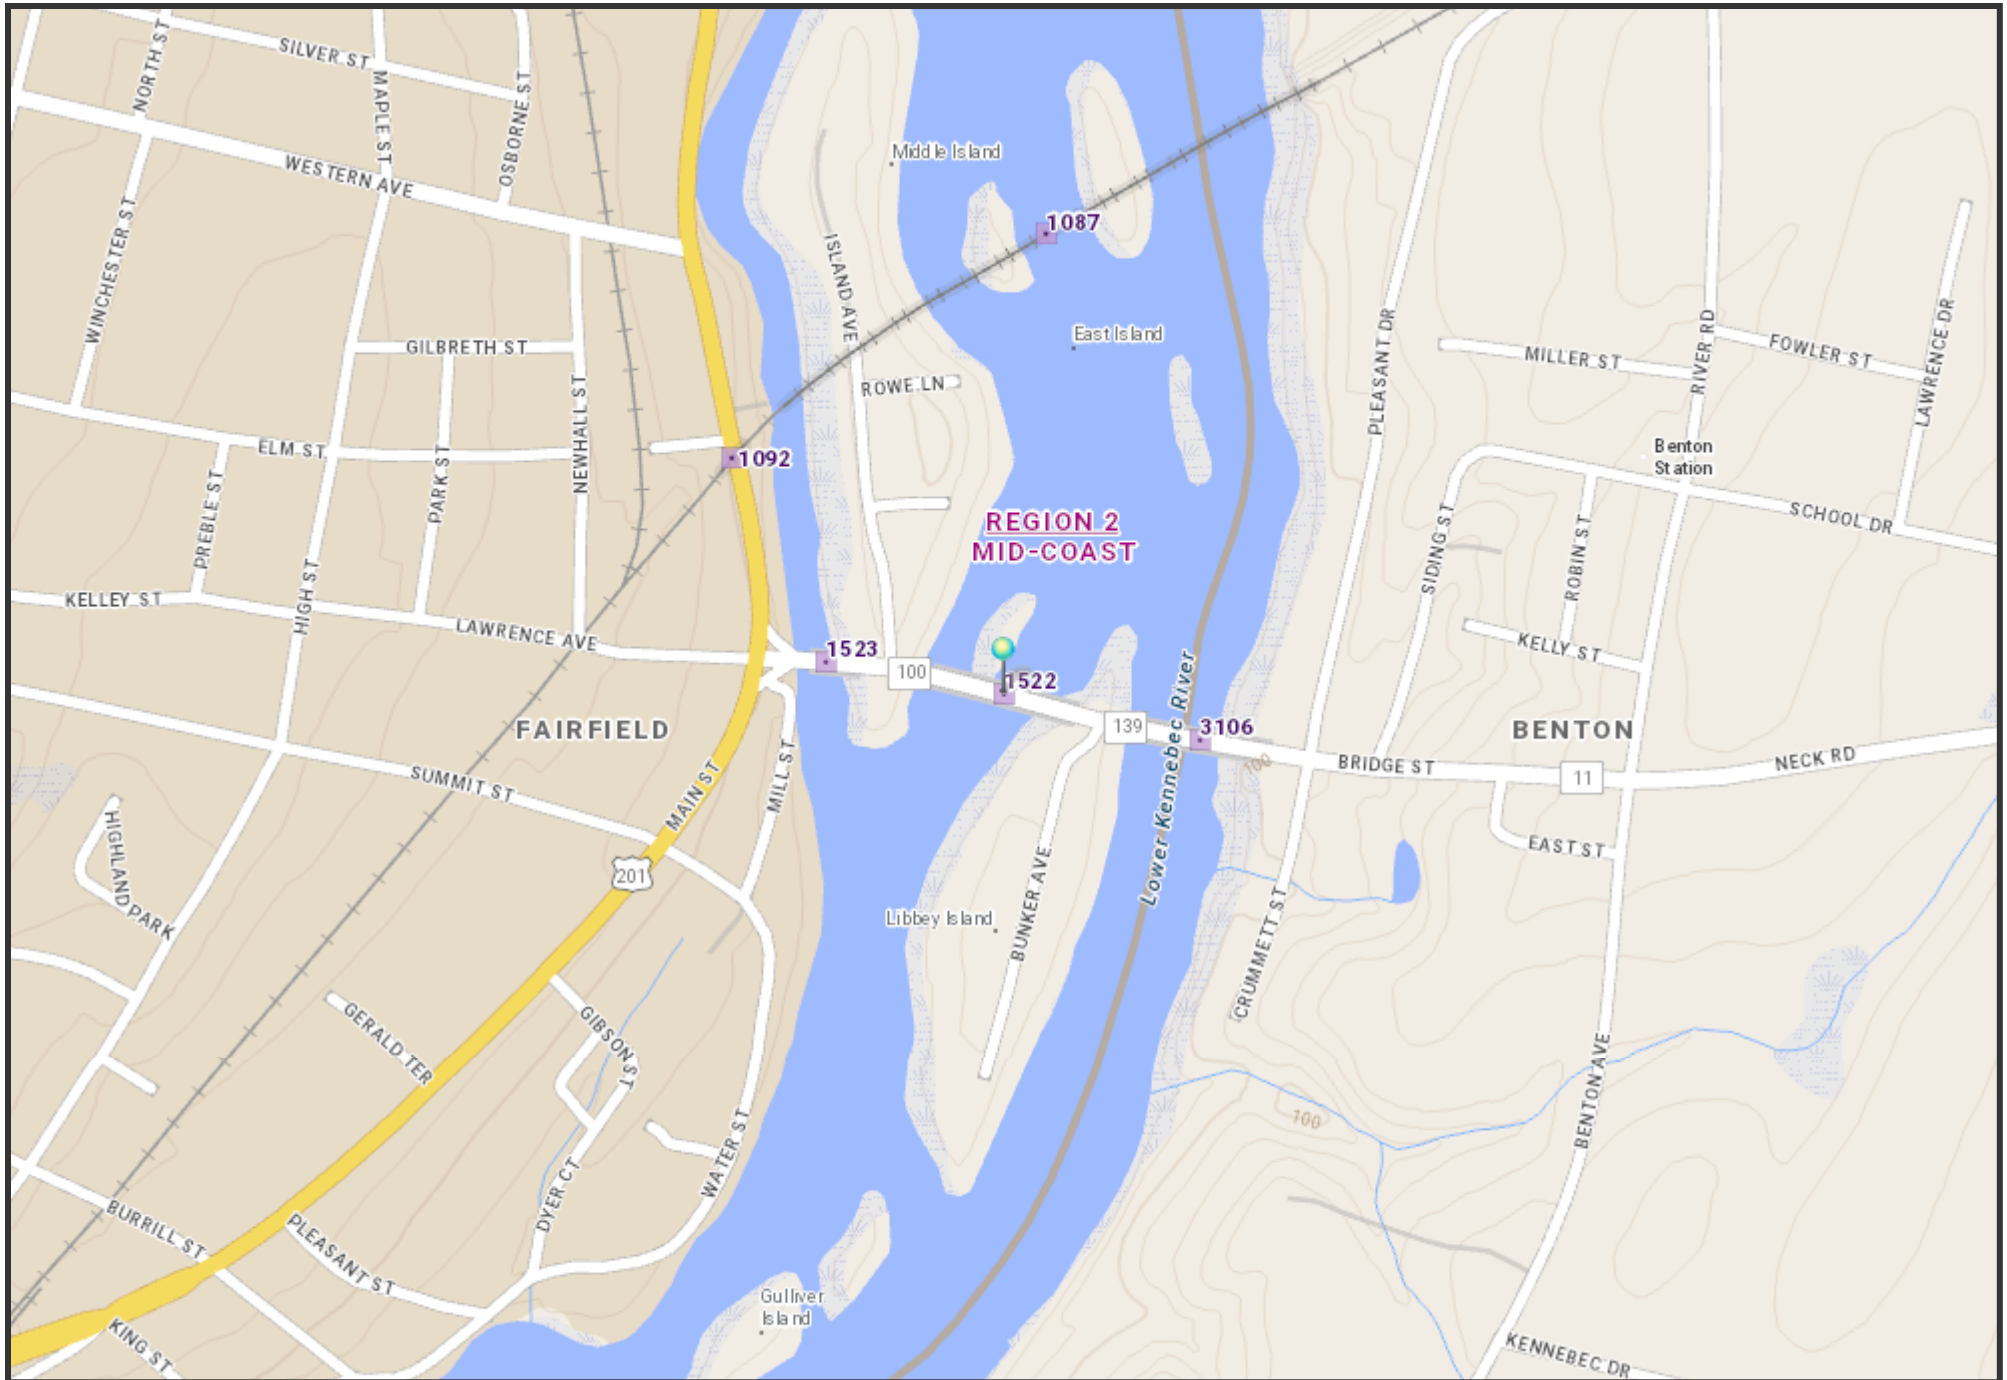 SILVER ST
NORTH ST
MAPLE ST
OSBORNE ST
WESTERN AVE
WINCHESTER ST
Middle Island
1087
ISLAND AVE
East Island
GILBRETH ST
ROWE LN
PLEASANT DR
MILLER ST
RIVER RD
FOWLER ST
LAWRENCE DR
ELM ST
PARK ST
NEWHALL ST
PREBLE ST
1092
Benton
Station
SCHOOL DR
REGION 2
MID-COAST
SIDING ST
ROBIN ST
KELLEY ST
HIGH ST
LAWRENCE AVE
1523
100
1522
KELLY ST
FAIRFIELD
139
3106
Lower Kennebec River
100
BRIDGE ST
BENTON
11
NECK RD
SUMMIT ST
MAIN ST
MILL ST
HIGHLAND PARK
201
EAST ST
Libbey Island
BUNKER AVE
CRUMMETT ST
GERALD TER
GIBSON ST
BENTON AVE
100
WATER ST
DYER CT
BURRILL ST
PLEASANT ST
Gulliver
Island
KING ST
KENNEBEC DR